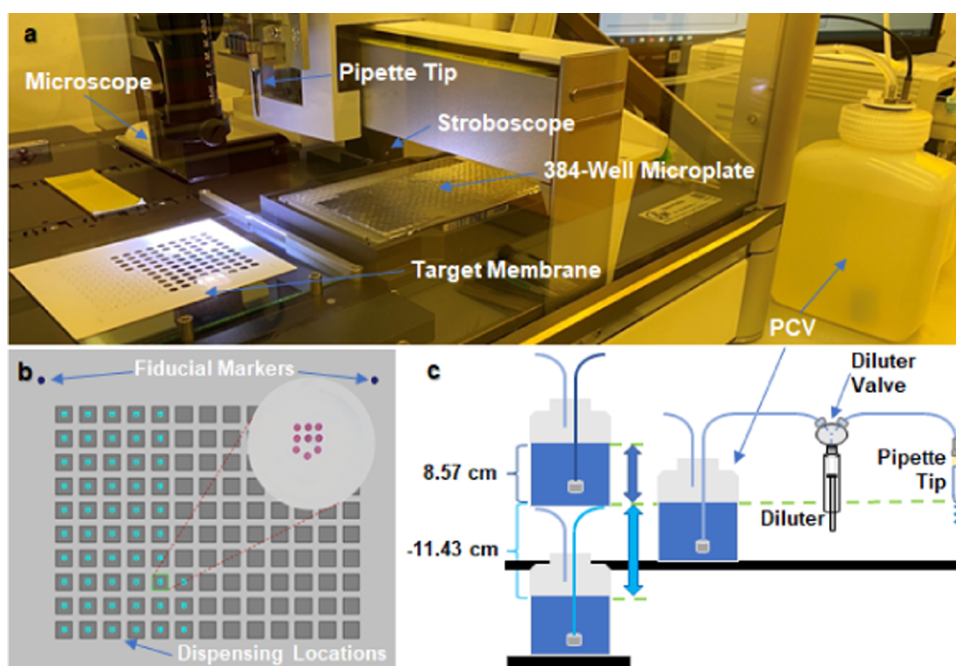 a
Microscope
Pipette Tip
Stroboscope
384-Well Microplate
Target Membrane
PCV
b
Fiducial Markers
Dispensing Locations
c
8.57 cm
-11.43 cm
Diluter
Valve
Pipette
Tip
Diluter